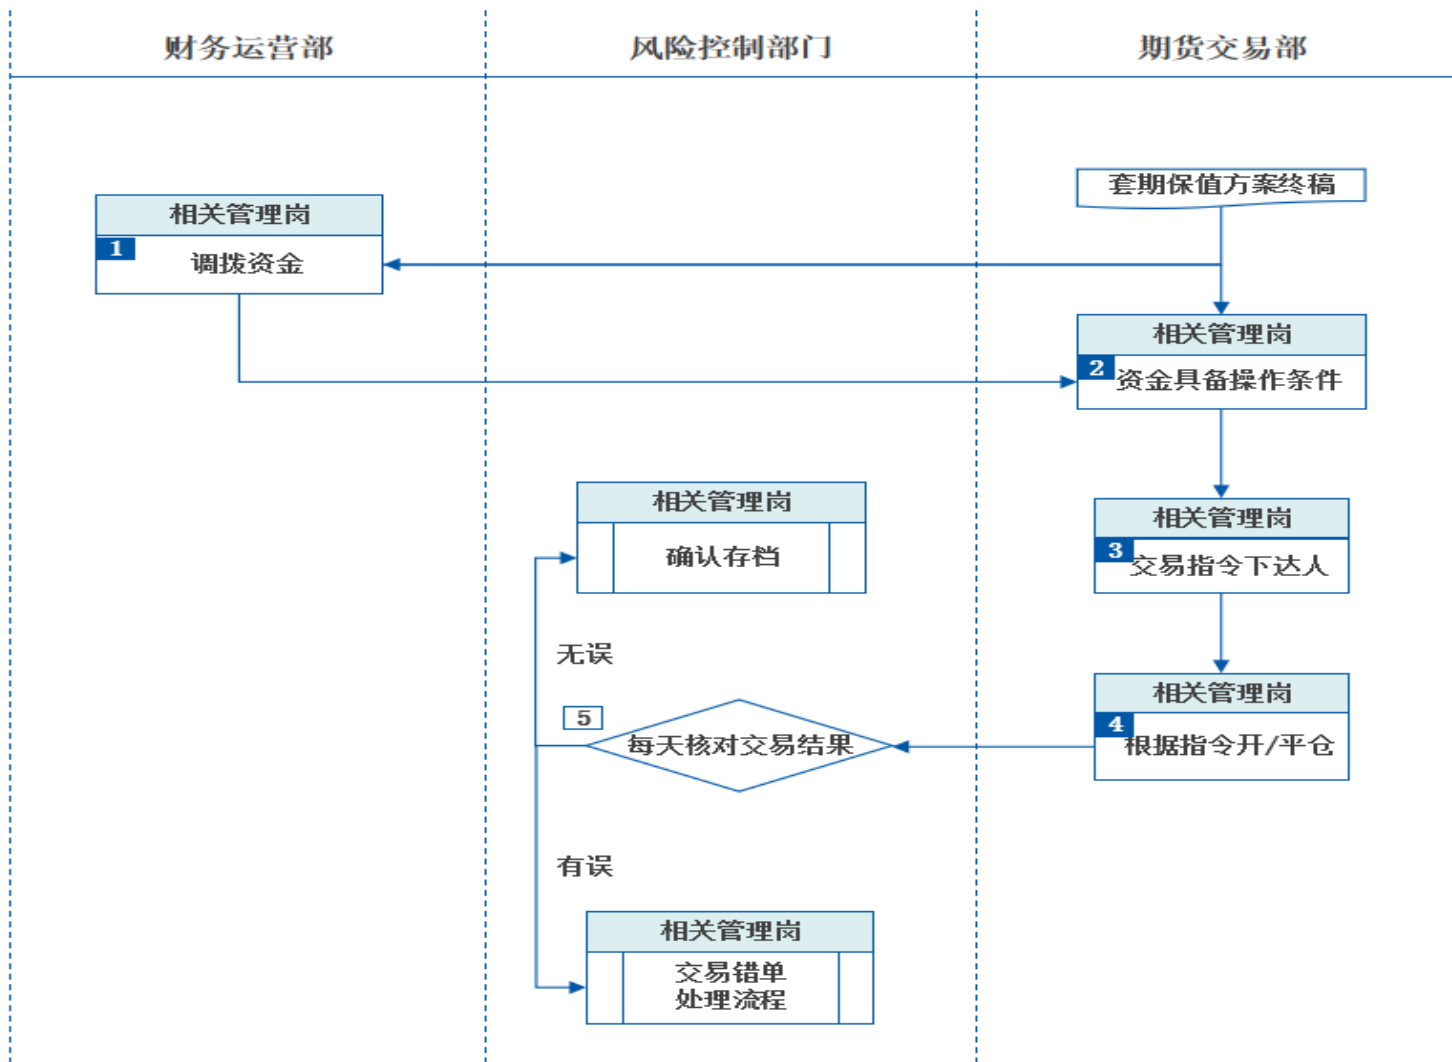 财务运营部
风险控制部门
期货交易部
套期保值方案终稿
相关管理岗
1
调拨资金
相关管理岗
2
资金具备操作条件
相关管理岗
3
交易指令下达人
相关管理岗
4
根据指令开/平仓
5
每天核对交易结果
无误
相关管理岗
确认存档
有误
相关管理岗
交易错单
处理流程